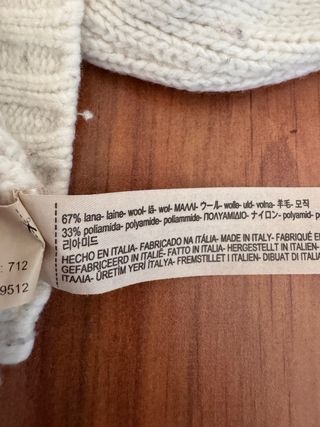 67% lana- laine- wool- lã- wol- ΜΑΛΛΙ- ウール- wolle- uld- volna- 羊毛- 모직
33% poliamida- polyamide- poliammide- ΠΟΛΥΑΜΙΔΙΟ- ナイロン- polyamid-
리아미드
HECHO EN ITALIA- FABRICADO NA ITÁLIA- MADE IN ITALY- FABRIQUÉ EN
GEFABRICEERD IN ITALIË- FATTO IN ITALIA- HERGESTELLT IN ITALIEN-
ΙΤΑΛΙΑ- ÜRETİM YERİ İTALYA- FREMSTILLET I ITALIEN- DIBUAT DI ITALIA
: 712
9512